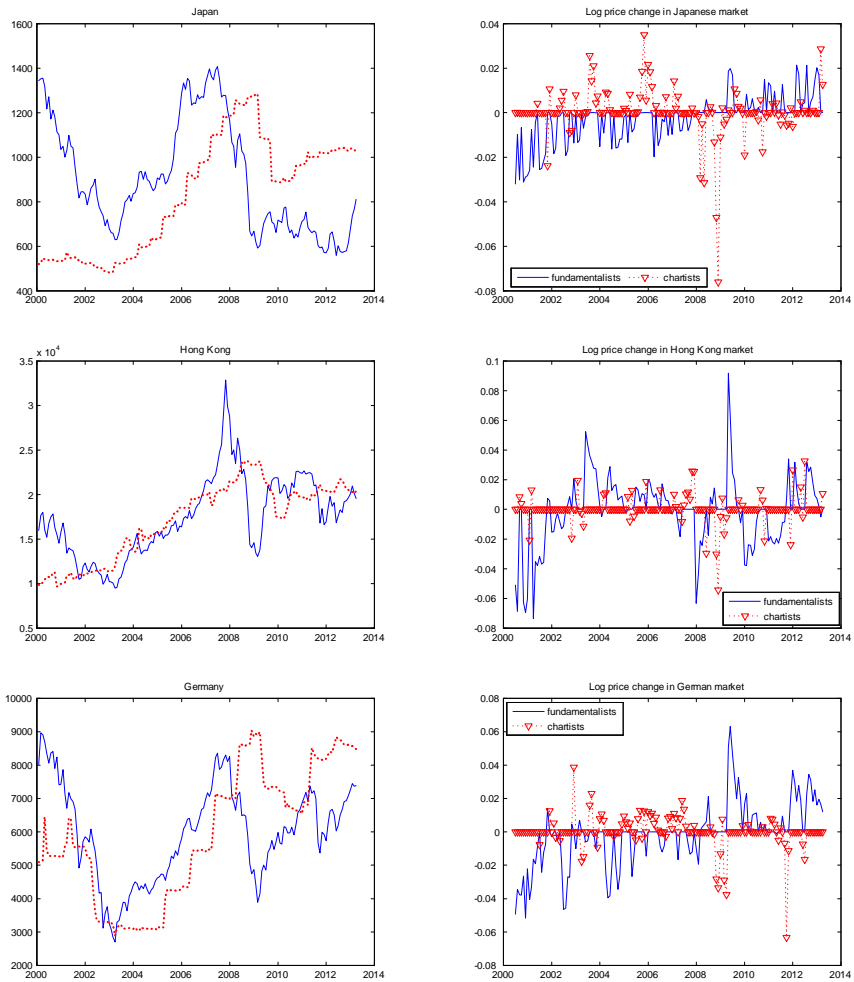 Japan
1600
1400
1200
1000
800
600
400
2000 2002 2004 2006 2008 2010 2012 2014
Log price change in Japanese market
0.04
0.02
0
-0.02
-0.04
-0.06
-0.08
fundamentalists chartists
2000 2002 2004 2006 2008 2010 2012 2014
Hong Kong
x 10^4
3.5
3
2.5
2
1.5
1
0.5
2000 2002 2004 2006 2008 2010 2012 2014
Log price change in Hong Kong market
0.1
0.08
0.06
0.04
0.02
0
-0.02
-0.04
-0.06
-0.08
fundamentalists
chartists
2000 2002 2004 2006 2008 2010 2012 2014
Germany
10000
9000
8000
7000
6000
5000
4000
3000
2000
2000 2002 2004 2006 2008 2010 2012 2014
Log price change in German market
0.08
0.06
0.04
0.02
0
-0.02
-0.04
-0.06
-0.08
fundamentalists
chartists
2000 2002 2004 2006 2008 2010 2012 2014